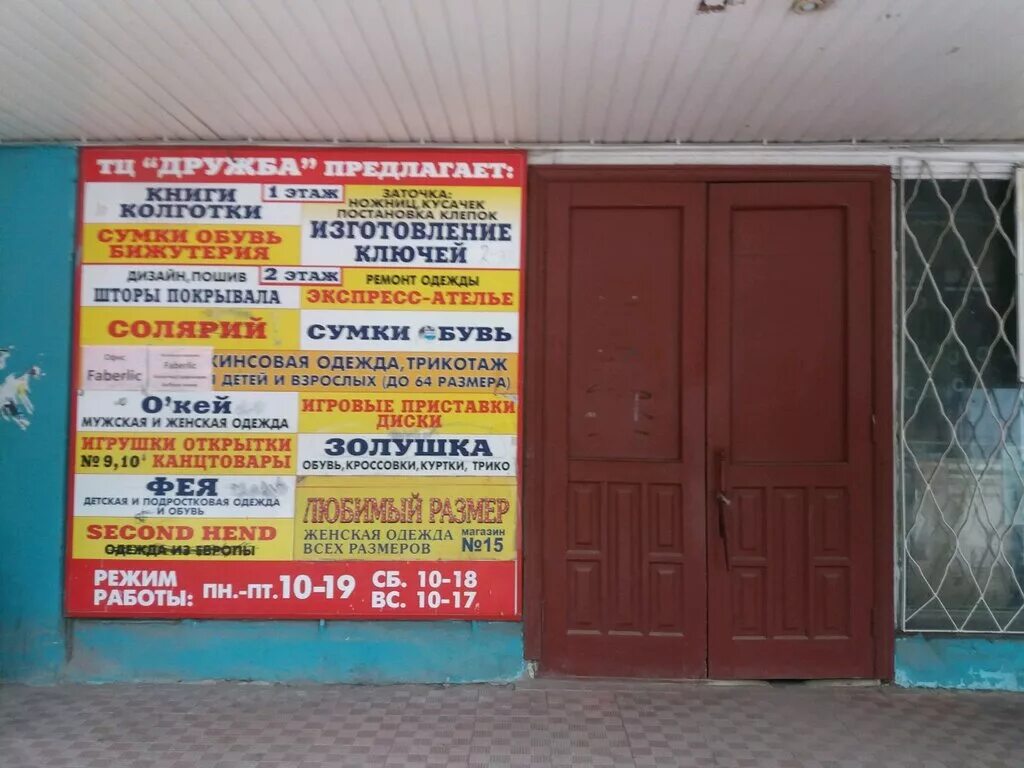 ТЦ "ДРУЖБА" ПРЕДЛАГАЕТ:
1 ЭТАЖ
КНИГИ
КОЛГОТКИ
ЗАТОЧКА:
НОЖНИЦ, КУСАЧЕК
ПОСТАНОВКА КЛЕПОК
ИЗГОТОВЛЕНИЕ
КЛЮЧЕЙ
СУМКИ ОБУВЬ
БИЖУТЕРИЯ
2 ЭТАЖ
ДИЗАЙН, ПОШИВ
ШТОРЫ ПОКРЫВАЛА
РЕМОНТ ОДЕЖДЫ
ЭКСПРЕСС-АТЕЛЬЕ
СОЛЯРИЙ
СУМКИ ОБУВЬ
Офис
Faberlic
Faberlic
КИНСОВАЯ ОДЕЖДА, ТРИКОТАЖ
ДЕТЕЙ И ВЗРОСЛЫХ (ДО 64 РАЗМЕРА)
О'кей
МУЖСКАЯ И ЖЕНСКАЯ ОДЕЖДА
ИГРОВЫЕ ПРИСТАВКИ
ДИСКИ
ИГРУШКИ ОТКРЫТКИ
№ 9,10 КАНЦТОВАРЫ
ЗОЛУШКА
ОБУВЬ, КРОССОВКИ, КУРТКИ, ТРИКО
ФЕЯ
ДЕТСКАЯ И ПОДРОСТКОВАЯ ОДЕЖДА
И ОБУВЬ
ЛЮБИМЫЙ РАЗМЕР
ЖЕНСКАЯ ОДЕЖДА
ВСЕХ РАЗМЕРОВ
МАГАЗИН
№15
SECOND HEND
ОДЕЖДА ИЗ ЕВРОПЫ
РЕЖИМ
РАБОТЫ:
ПН.-ПТ. 10-19
СБ. 10-18
ВС. 10-17